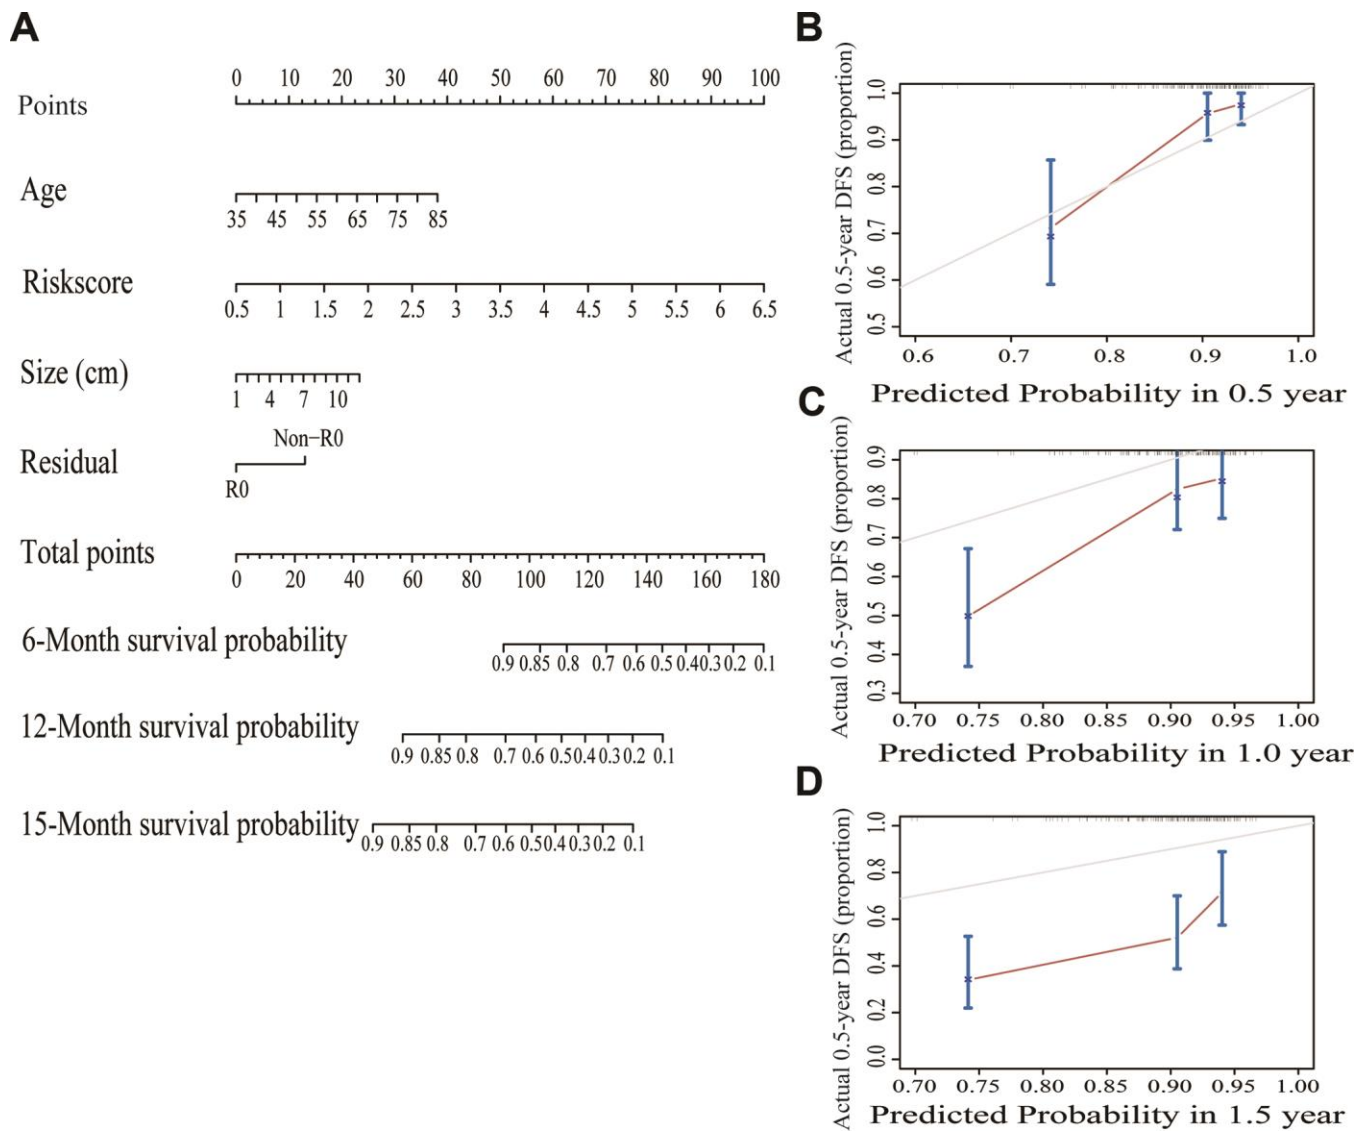 A
0 10 20 30 40 50 60 70 80 90 100
Points
Age
35 45 55 65 75 85
Riskscore
0.5 1 1.5 2 2.5 3 3.5 4 4.5 5 5.5 6 6.5
Size (cm)
1 4 7 10
Non-R0
Residual
R0
Total points
0 20 40 60 80 100 120 140 160 180
6-Month survival probability
0.9 0.85 0.8 0.7 0.6 0.5 0.4 0.3 0.2 0.1
12-Month survival probability
0.9 0.85 0.8 0.7 0.6 0.5 0.4 0.3 0.2 0.1
15-Month survival probability
0.9 0.85 0.8 0.7 0.6 0.5 0.4 0.3 0.2 0.1
B
Actual 0.5-year DFS (proportion)
1.0
0.9
0.8
0.7
0.6
0.5
0.6 0.7 0.8 0.9 1.0
Predicted Probability in 0.5 year
C
Actual 0.5-year DFS (proportion)
0.9
0.8
0.7
0.6
0.5
0.4
0.3
0.70 0.75 0.80 0.85 0.90 0.95 1.00
Predicted Probability in 1.0 year
D
Actual 0.5-year DFS (proportion)
1.0
0.8
0.6
0.4
0.2
0.0
0.70 0.75 0.80 0.85 0.90 0.95 1.00
Predicted Probability in 1.5 year